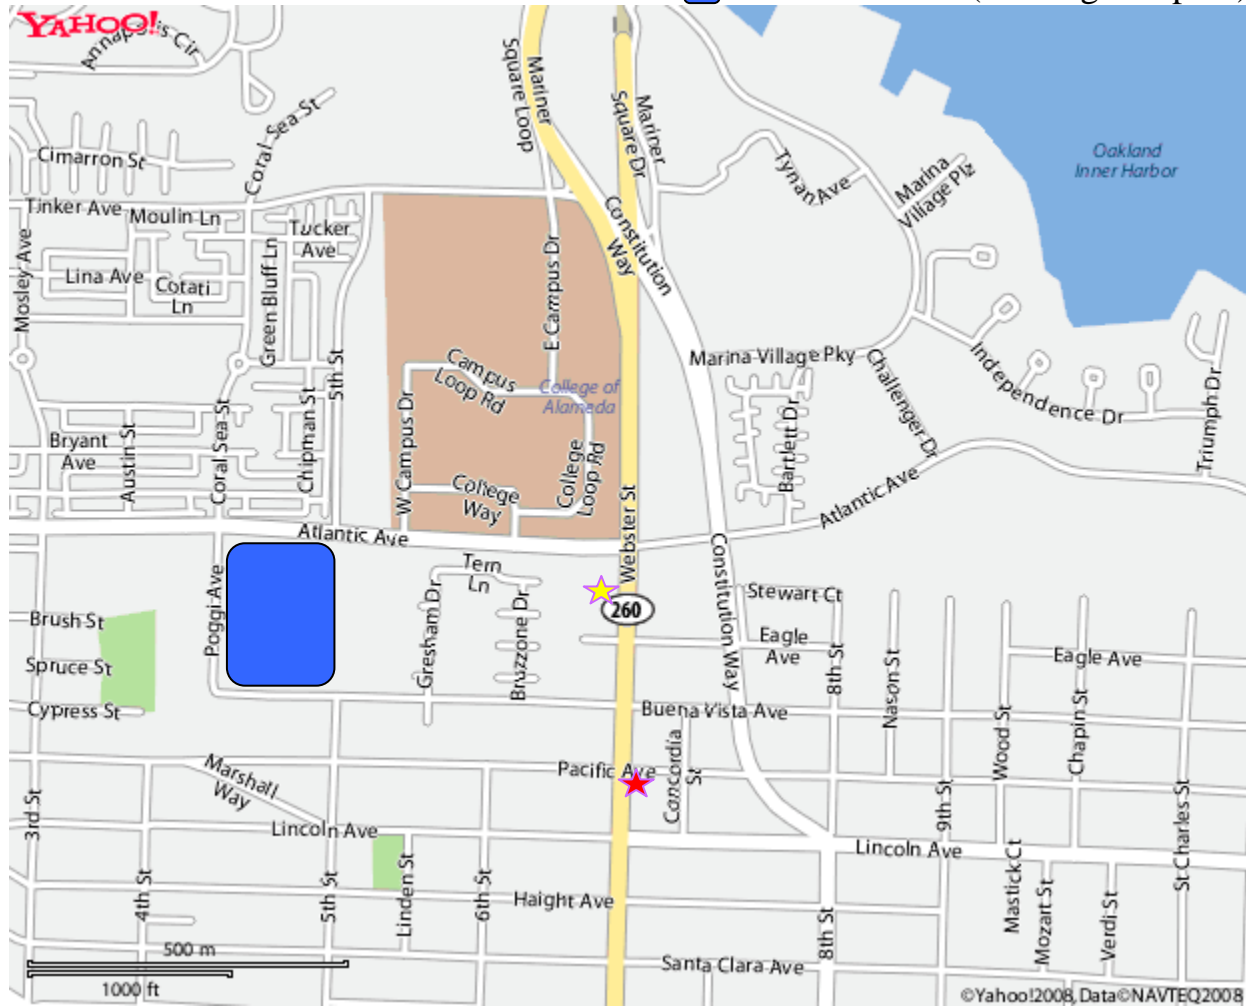 YAHOO!
Annapolis Cir
Coral Sea St
Cimarron St
Tinker Ave
Moulin Ln
Tucker
Ave
Mosley Ave
Lina Ave
Cotati
Ln
Green Bluff Ln
5th St
Mariner
Square Loop
Mariner
Square Dr
Constitution
Way
Tynan Ave
Marina
Village Plz
Oakland
Inner Harbor
E Campus Dr
Campus
Loop Rd
College of
Alameda
W Campus Dr
College
Way
College
Loop Rd
Marina Village Pky
Challenger Dr
Independence Dr
Triumph Dr
Bartlett Dr
Bryant
Ave
Austin St
Coral Sea St
Chipman St
Atlantic Ave
Atlantic Ave
Webster St
260
Constitution Way
Poggi Ave
Brush St
Spruce St
Cypress St
Tern
Ln
Gresham Dr
Bruzzone Dr
Stewart Ct
Eagle
Ave
8th St
Nason St
Eagle Ave
Wood St
Chapin St
Buena Vista Ave
Pacific Ave
Concordia
St
Marshall
Way
3rd St
Lincoln Ave
Lincoln Ave
9th St
St Charles St
4th St
5th St
Linden St
6th St
Haight Ave
8th St
Mastick Ct
Mozart St
Verdi St
Santa Clara Ave
500 m
1000 ft
©Yahoo!2008, Data©NAVTEQ2008